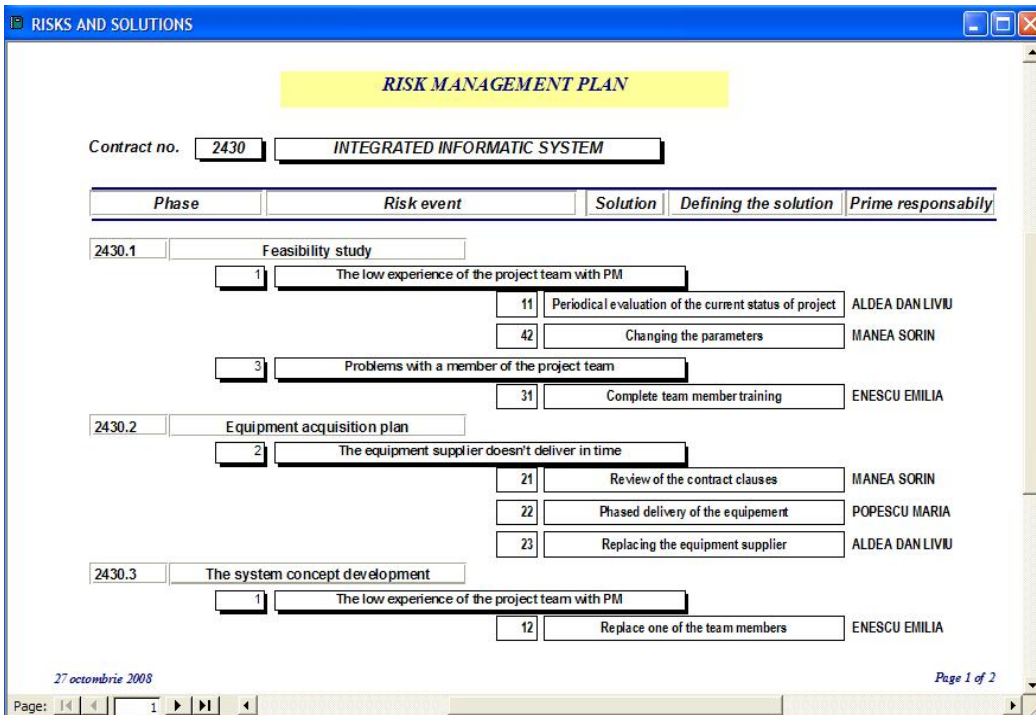 RISKS AND SOLUTIONS
RISK MANAGEMENT PLAN
Contract no. 2430 INTEGRATED INFORMATIC SYSTEM
Phase Risk event Solution Defining the solution Prime responsabily
2430.1 Feasibility study
1 The low experience of the project team with PM
11 Periodical evaluation of the current status of project ALDEA DAN LIVIU
42 Changing the parameters MANEA SORIN
3 Problems with a member of the project team
31 Complete team member training ENESCU EMILIA
2430.2 Equipment acquisition plan
2 The equipment supplier doesn't deliver in time
21 Review of the contract clauses MANEA SORIN
22 Phased delivery of the equipement POPESCU MARIA
23 Replacing the equipment supplier ALDEA DAN LIVIU
2430.3 The system concept development
1 The low experience of the project team with PM
12 Replace one of the team members ENESCU EMILIA
27 octombrie 2008 Page 1 of 2
Page: 1